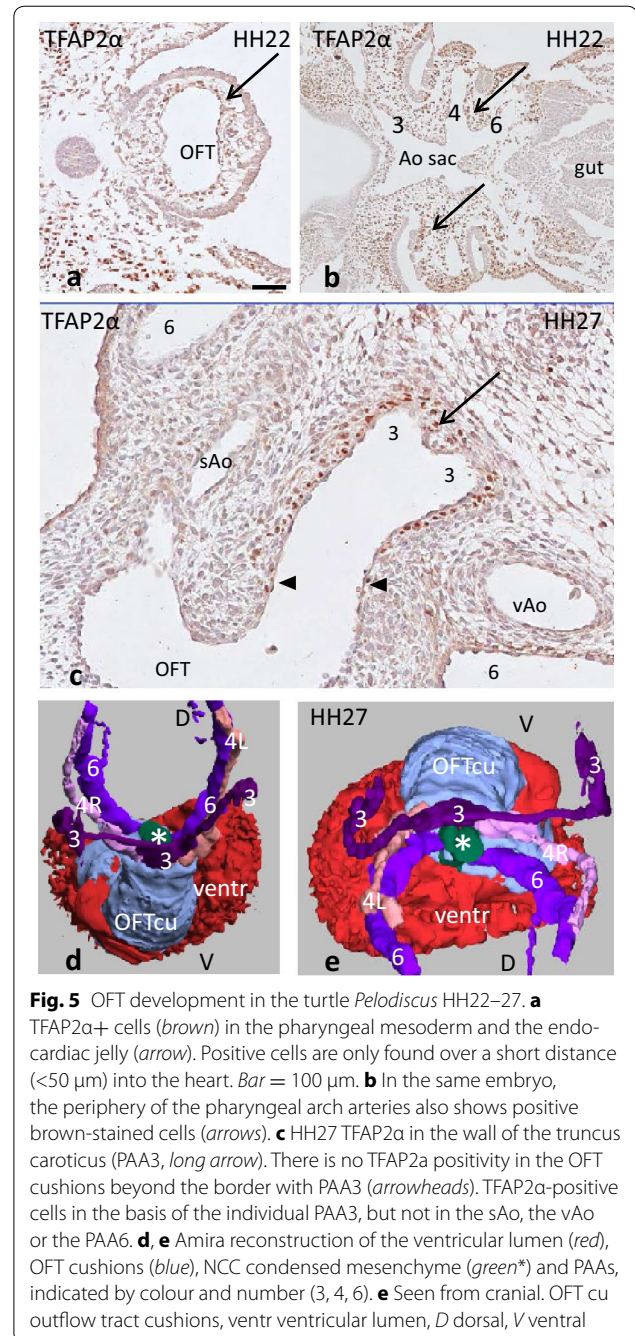 TFAP2α HH22
OFT
a
TFAP2α HH22
3 4 6
Ao sac
gut
b
TFAP2α HH27
6
sAo
3
3
vAo
OFT
6
c
D
4L
6
6
4R
3
3
*
3
ventr
OFTcu
d
V
HH27
V
OFTcu
3
3
3
*
4R
6
4L
ventr
6
e
D
Fig. 5 OFT development in the turtle Pelodiscus HH22–27. a
TFAP2α+ cells (brown) in the pharyngeal mesoderm and the endo-
cardiac jelly (arrow). Positive cells are only found over a short distance
(<50 μm) into the heart. Bar = 100 μm. b In the same embryo,
the periphery of the pharyngeal arch arteries also shows positive
brown-stained cells (arrows). c HH27 TFAP2α in the wall of the truncus
caroticus (PAA3, long arrow). There is no TFAP2a positivity in the OFT
cushions beyond the border with PAA3 (arrowheads). TFAP2α-positive
cells in the basis of the individual PAA3, but not in the sAo, the vAo
or the PAA6. d, e Amira reconstruction of the ventricular lumen (red),
OFT cushions (blue), NCC condensed mesenchyme (green*) and PAAs,
indicated by colour and number (3, 4, 6). e Seen from cranial. OFT cu
outflow tract cushions, ventr ventricular lumen, D dorsal, V ventral